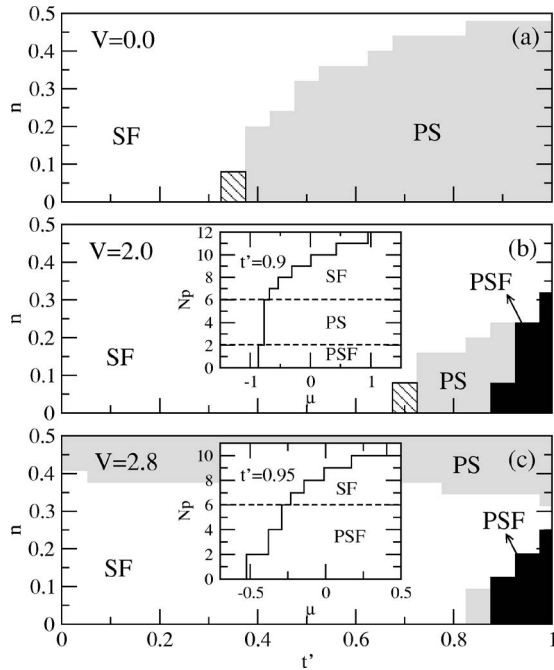 0.5
V=0.0
(a)
0.4
0.3
n
0.2
SF
PS
0.1
0
0.5
V=2.0
(b)
0.4
0.3
n
0.2
SF
PS
PSF
0.1
0
12
10
8
6
4
2
0
Np
t'=0.9
SF
PS
PSF
-1
0
1
μ
0.5
V=2.8
(c)
PS
0.4
0.3
n
0.2
SF
PSF
0.1
0
10
8
6
4
2
0
Np
t'=0.95
SF
PSF
-0.5
0
0.5
μ
0
0.2
0.4
0.6
0.8
1
t'